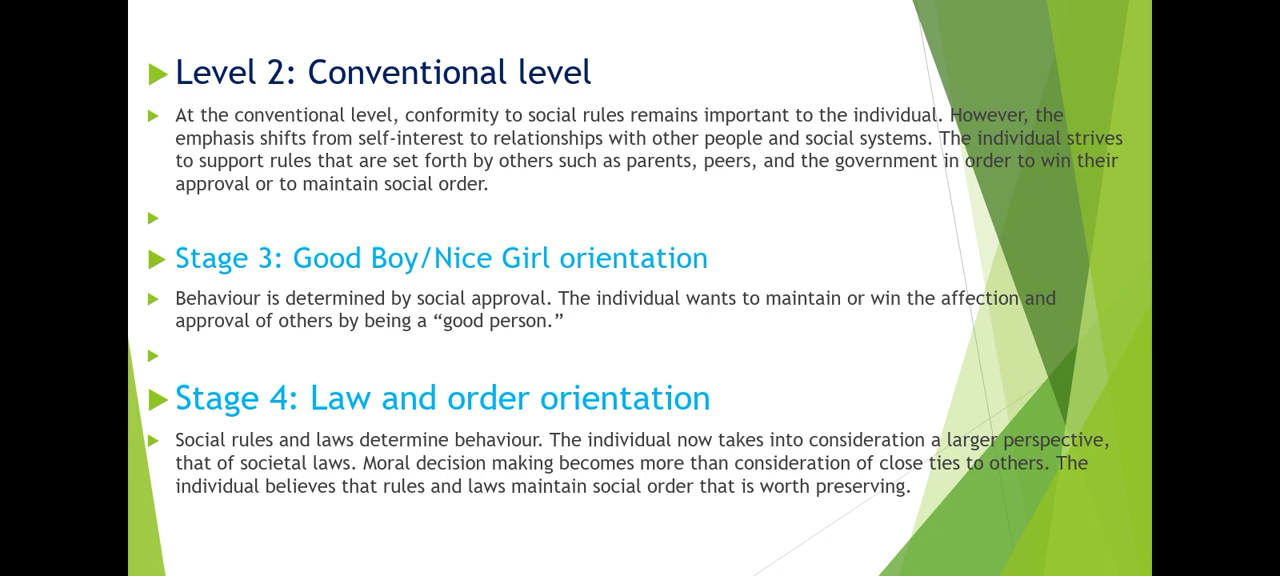 Level 2: Conventional level
At the conventional level, conformity to social rules remains important to the individual. However, the
emphasis shifts from self-interest to relationships with other people and social systems. The individual strives
to support rules that are set forth by others such as parents, peers, and the government in order to win their
approval or to maintain social order.
Stage 3: Good Boy/Nice Girl orientation
Behaviour is determined by social approval. The individual wants to maintain or win the affection and
approval of others by being a “good person.”
Stage 4: Law and order orientation
Social rules and laws determine behaviour. The individual now takes into consideration a larger perspective,
that of societal laws. Moral decision making becomes more than consideration of close ties to others. The
individual believes that rules and laws maintain social order that is worth preserving.